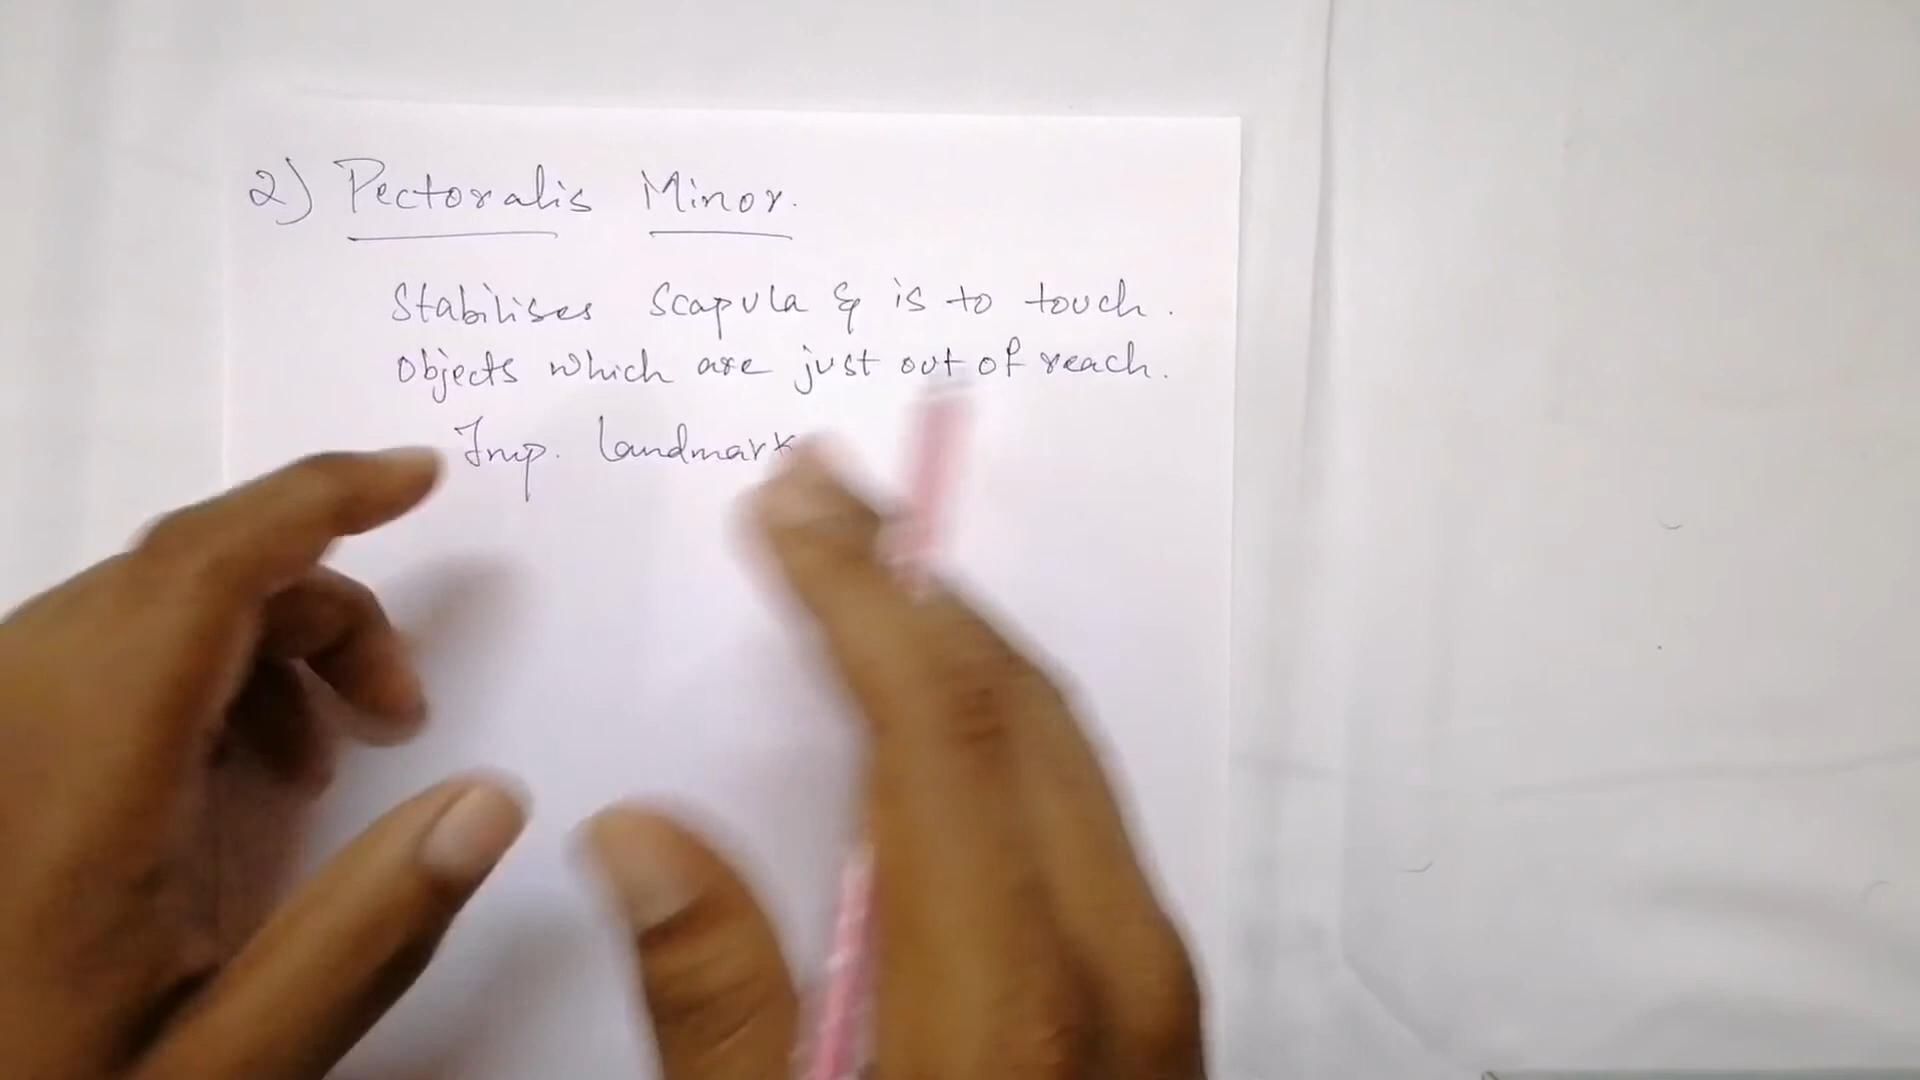 2) Pectoralis Minor.
Stabilises Scapula & is to touch.
objects which are just out of reach.
Imp. landmark